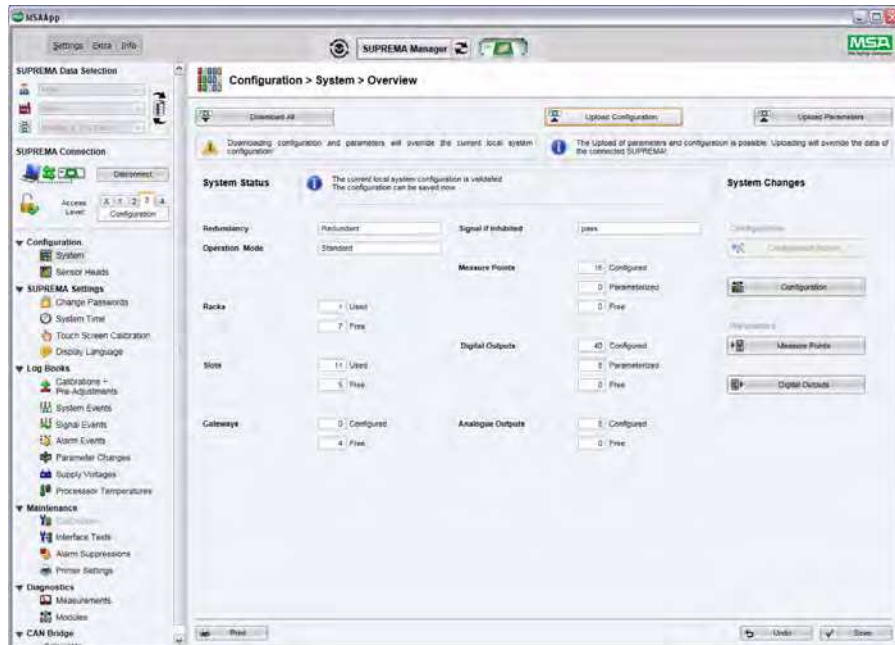 MSAApp
Settings Extra Info
SUPREMA Manager
MSA
SUPREMA Data Selection
SUPREMA Connection
Disconnect
Access Level:
X 1 2 3 4
Configuration
Configuration
System
Sensor Heads
SUPREMA Settings
Change Passwords
System Time
Touch Screen Calibration
Display Language
Log Books
Calibrations + Pre-Adjustments
System Events
Signal Events
Alarm Events
Parameter Changes
Supply Voltages
Processor Temperatures
Maintenance
Calibration
Interface Tests
Alarm Suppressions
Printer Settings
Diagnostics
Measurements
Modules
CAN Bridge
Configuration > System > Overview
Download All
Upload Configuration
Upload Parameters
Downloading configuration and parameters will override the current local system configuration!
The Upload of parameters and configuration is possible. Uploading will override the data of the connected SUPREMA!
System Status
The current local system configuration is validated
The configuration can be saved now.
System Changes
Redundancy
Redundant
Signal if Inhibited
pass
Configuration
Operation Mode
Standard
Measure Points
16 Configured
0 Parameterized
0 Free
Configuration
Racks
1 Used
7 Free
Parameters
Digital Outputs
40 Configured
8 Parameterized
0 Free
Measure Points
Slots
11 Used
5 Free
Digital Outputs
Gateways
0 Configured
4 Free
Analogue Outputs
Configured
0 Free
Print
Undo
Save